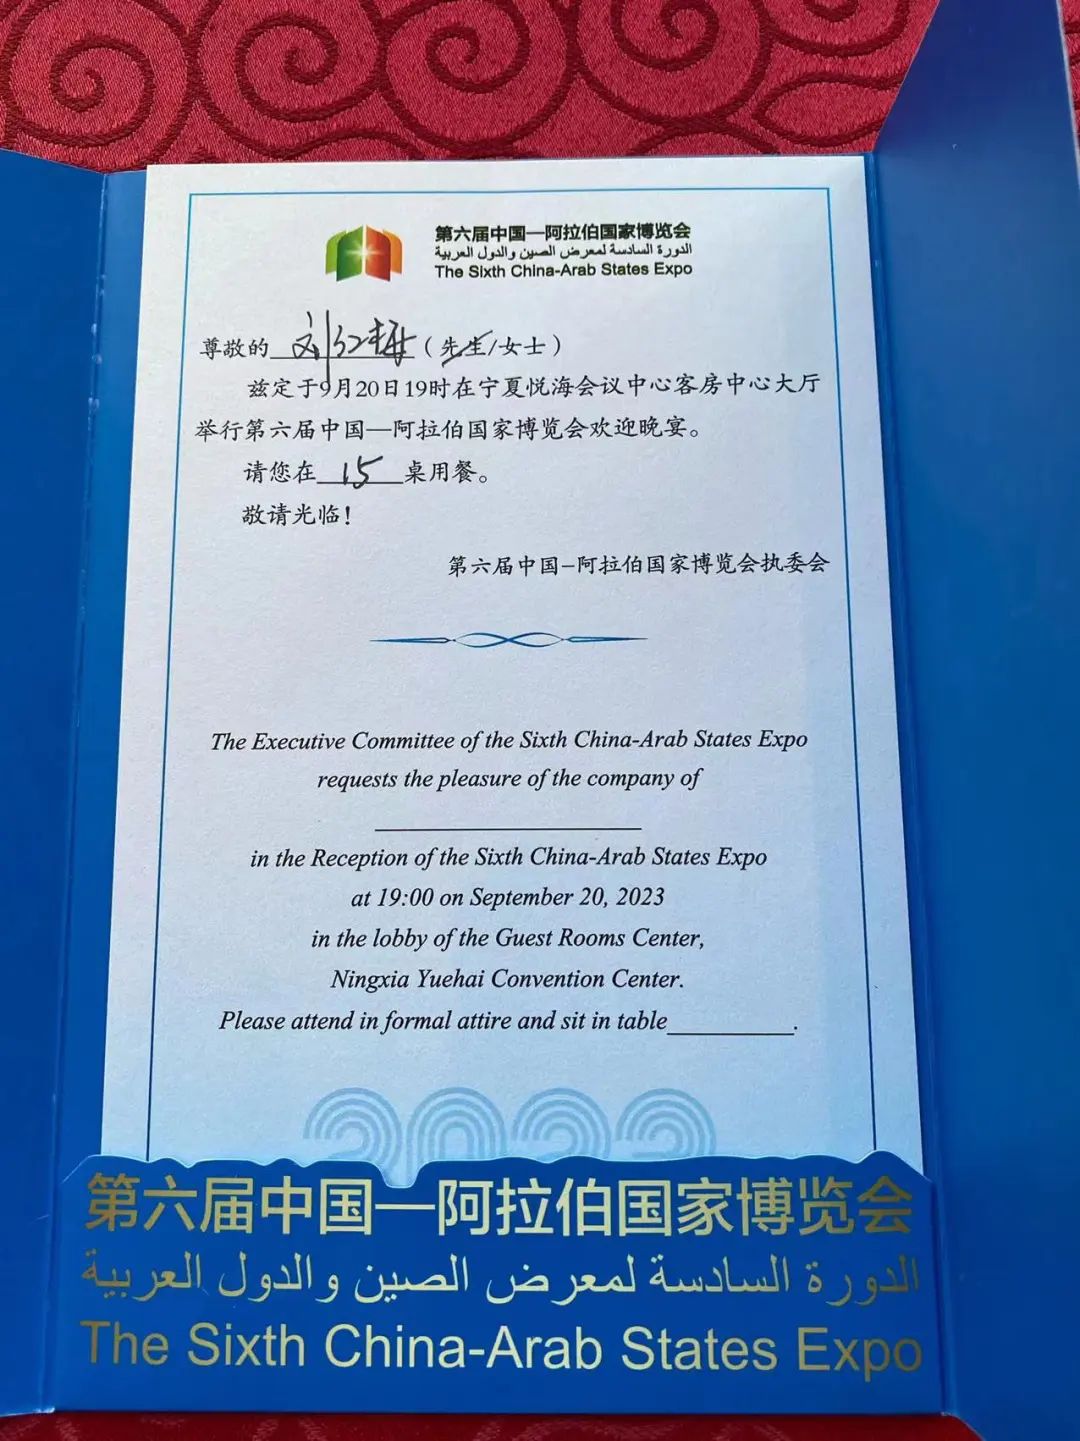 第六届中国—阿拉伯国家博览会
الدورة السادسة لمعرض الصين والدول العربية
The Sixth China-Arab States Expo
尊敬的 刘红梅 (先生/女士)
兹定于9月20日19时在宁夏悦海会议中心客房中心大厅
举行第六届中国—阿拉伯国家博览会欢迎晚宴。
请您在 15 桌用餐。
敬请光临!
第六届中国–阿拉伯国家博览会执委会
The Executive Committee of the Sixth China-Arab States Expo
requests the pleasure of the company of
in the Reception of the Sixth China-Arab States Expo
at 19:00 on September 20, 2023
in the lobby of the Guest Rooms Center,
Ningxia Yuehai Convention Center.
Please attend in formal attire and sit in table__________.
2023
第六届中国—阿拉伯国家博览会
الدورة السادسة لمعرض الصين والدول العربية
The Sixth China-Arab States Expo